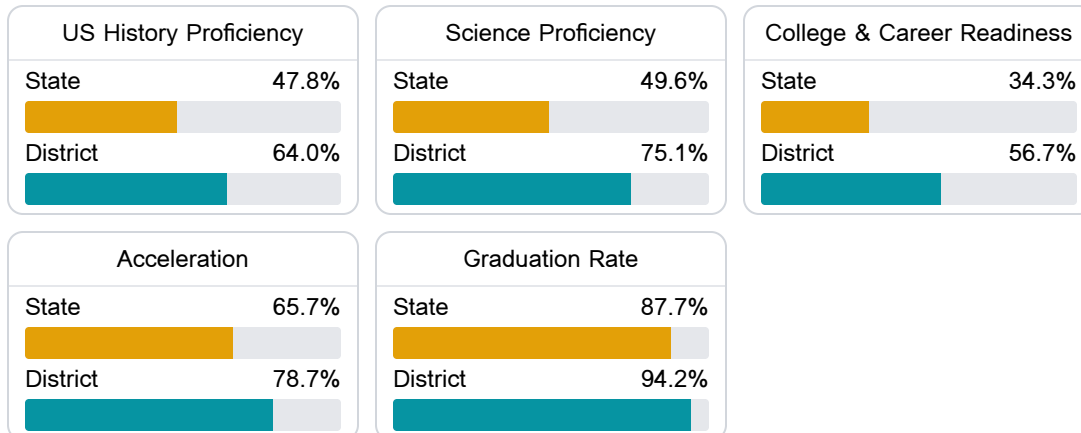 US History Proficiency
State 47.8%
District 64.0%
Science Proficiency
State 49.6%
District 75.1%
College & Career Readiness
State 34.3%
District 56.7%
Acceleration
State 65.7%
District 78.7%
Graduation Rate
State 87.7%
District 94.2%